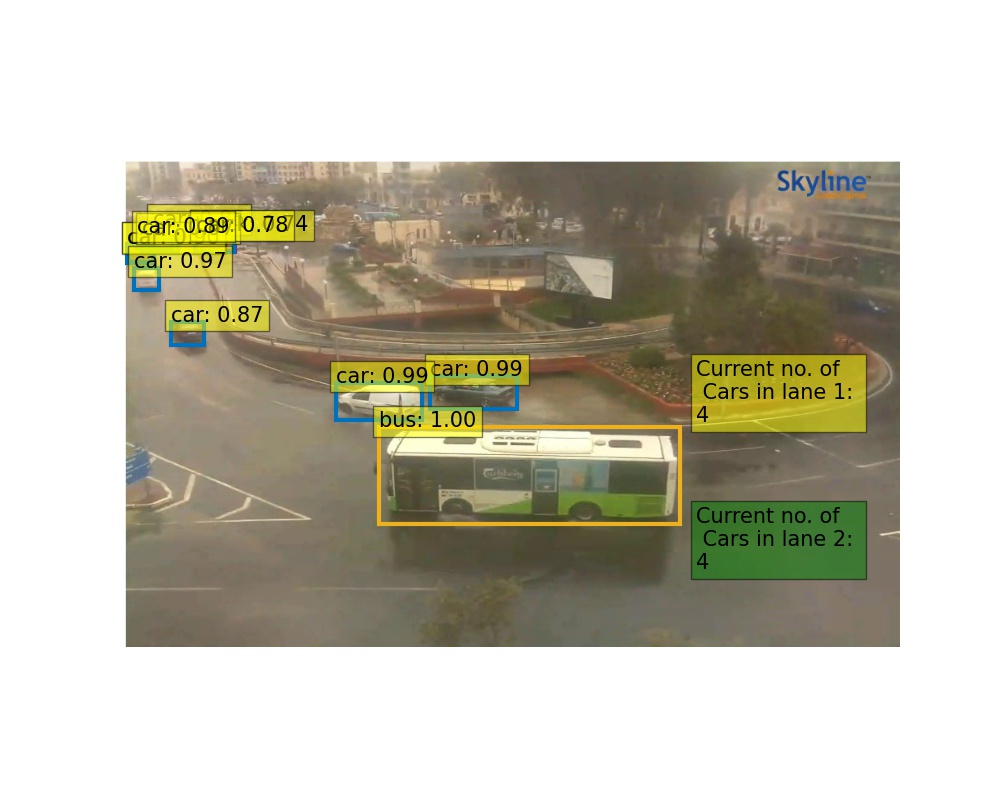 Skyline
car: 0.89
0.78
4
car: 0.97
car: 0.87
car: 0.99
car: 0.99
bus: 1.00
Carlsberg
Current no. of
Cars in lane 1:
4
Current no. of
Cars in lane 2:
4